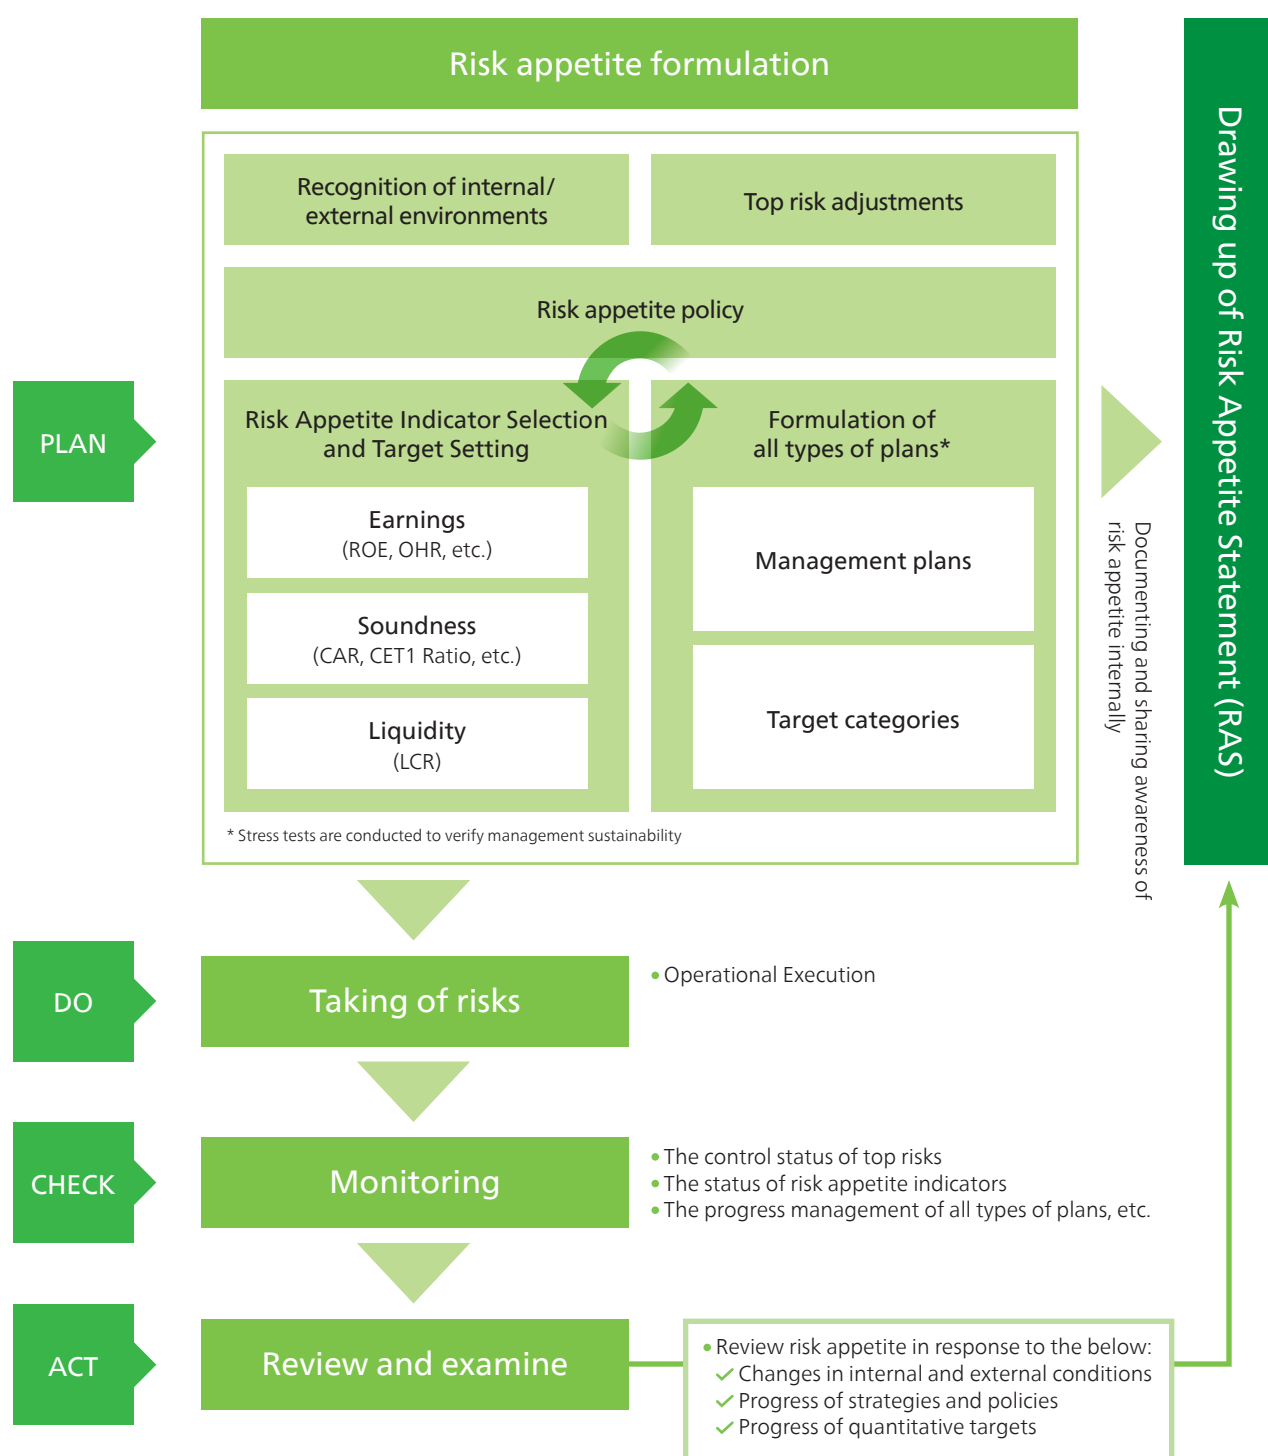 Risk appetite formulation
Recognition of internal/
external environments
Top risk adjustments
Risk appetite policy
PLAN
Risk Appetite Indicator Selection
and Target Setting
Earnings
(ROE, OHR, etc.)
Soundness
(CAR, CET1 Ratio, etc.)
Liquidity
(LCR)
Formulation of
all types of plans*
Management plans
Target categories
* Stress tests are conducted to verify management sustainability
Documenting and sharing awareness of
risk appetite internally
Drawing up of Risk Appetite Statement (RAS)
DO
Taking of risks
• Operational Execution
CHECK
Monitoring
• The control status of top risks
• The status of risk appetite indicators
• The progress management of all types of plans, etc.
ACT
Review and examine
• Review risk appetite in response to the below:
✓ Changes in internal and external conditions
✓ Progress of strategies and policies
✓ Progress of quantitative targets